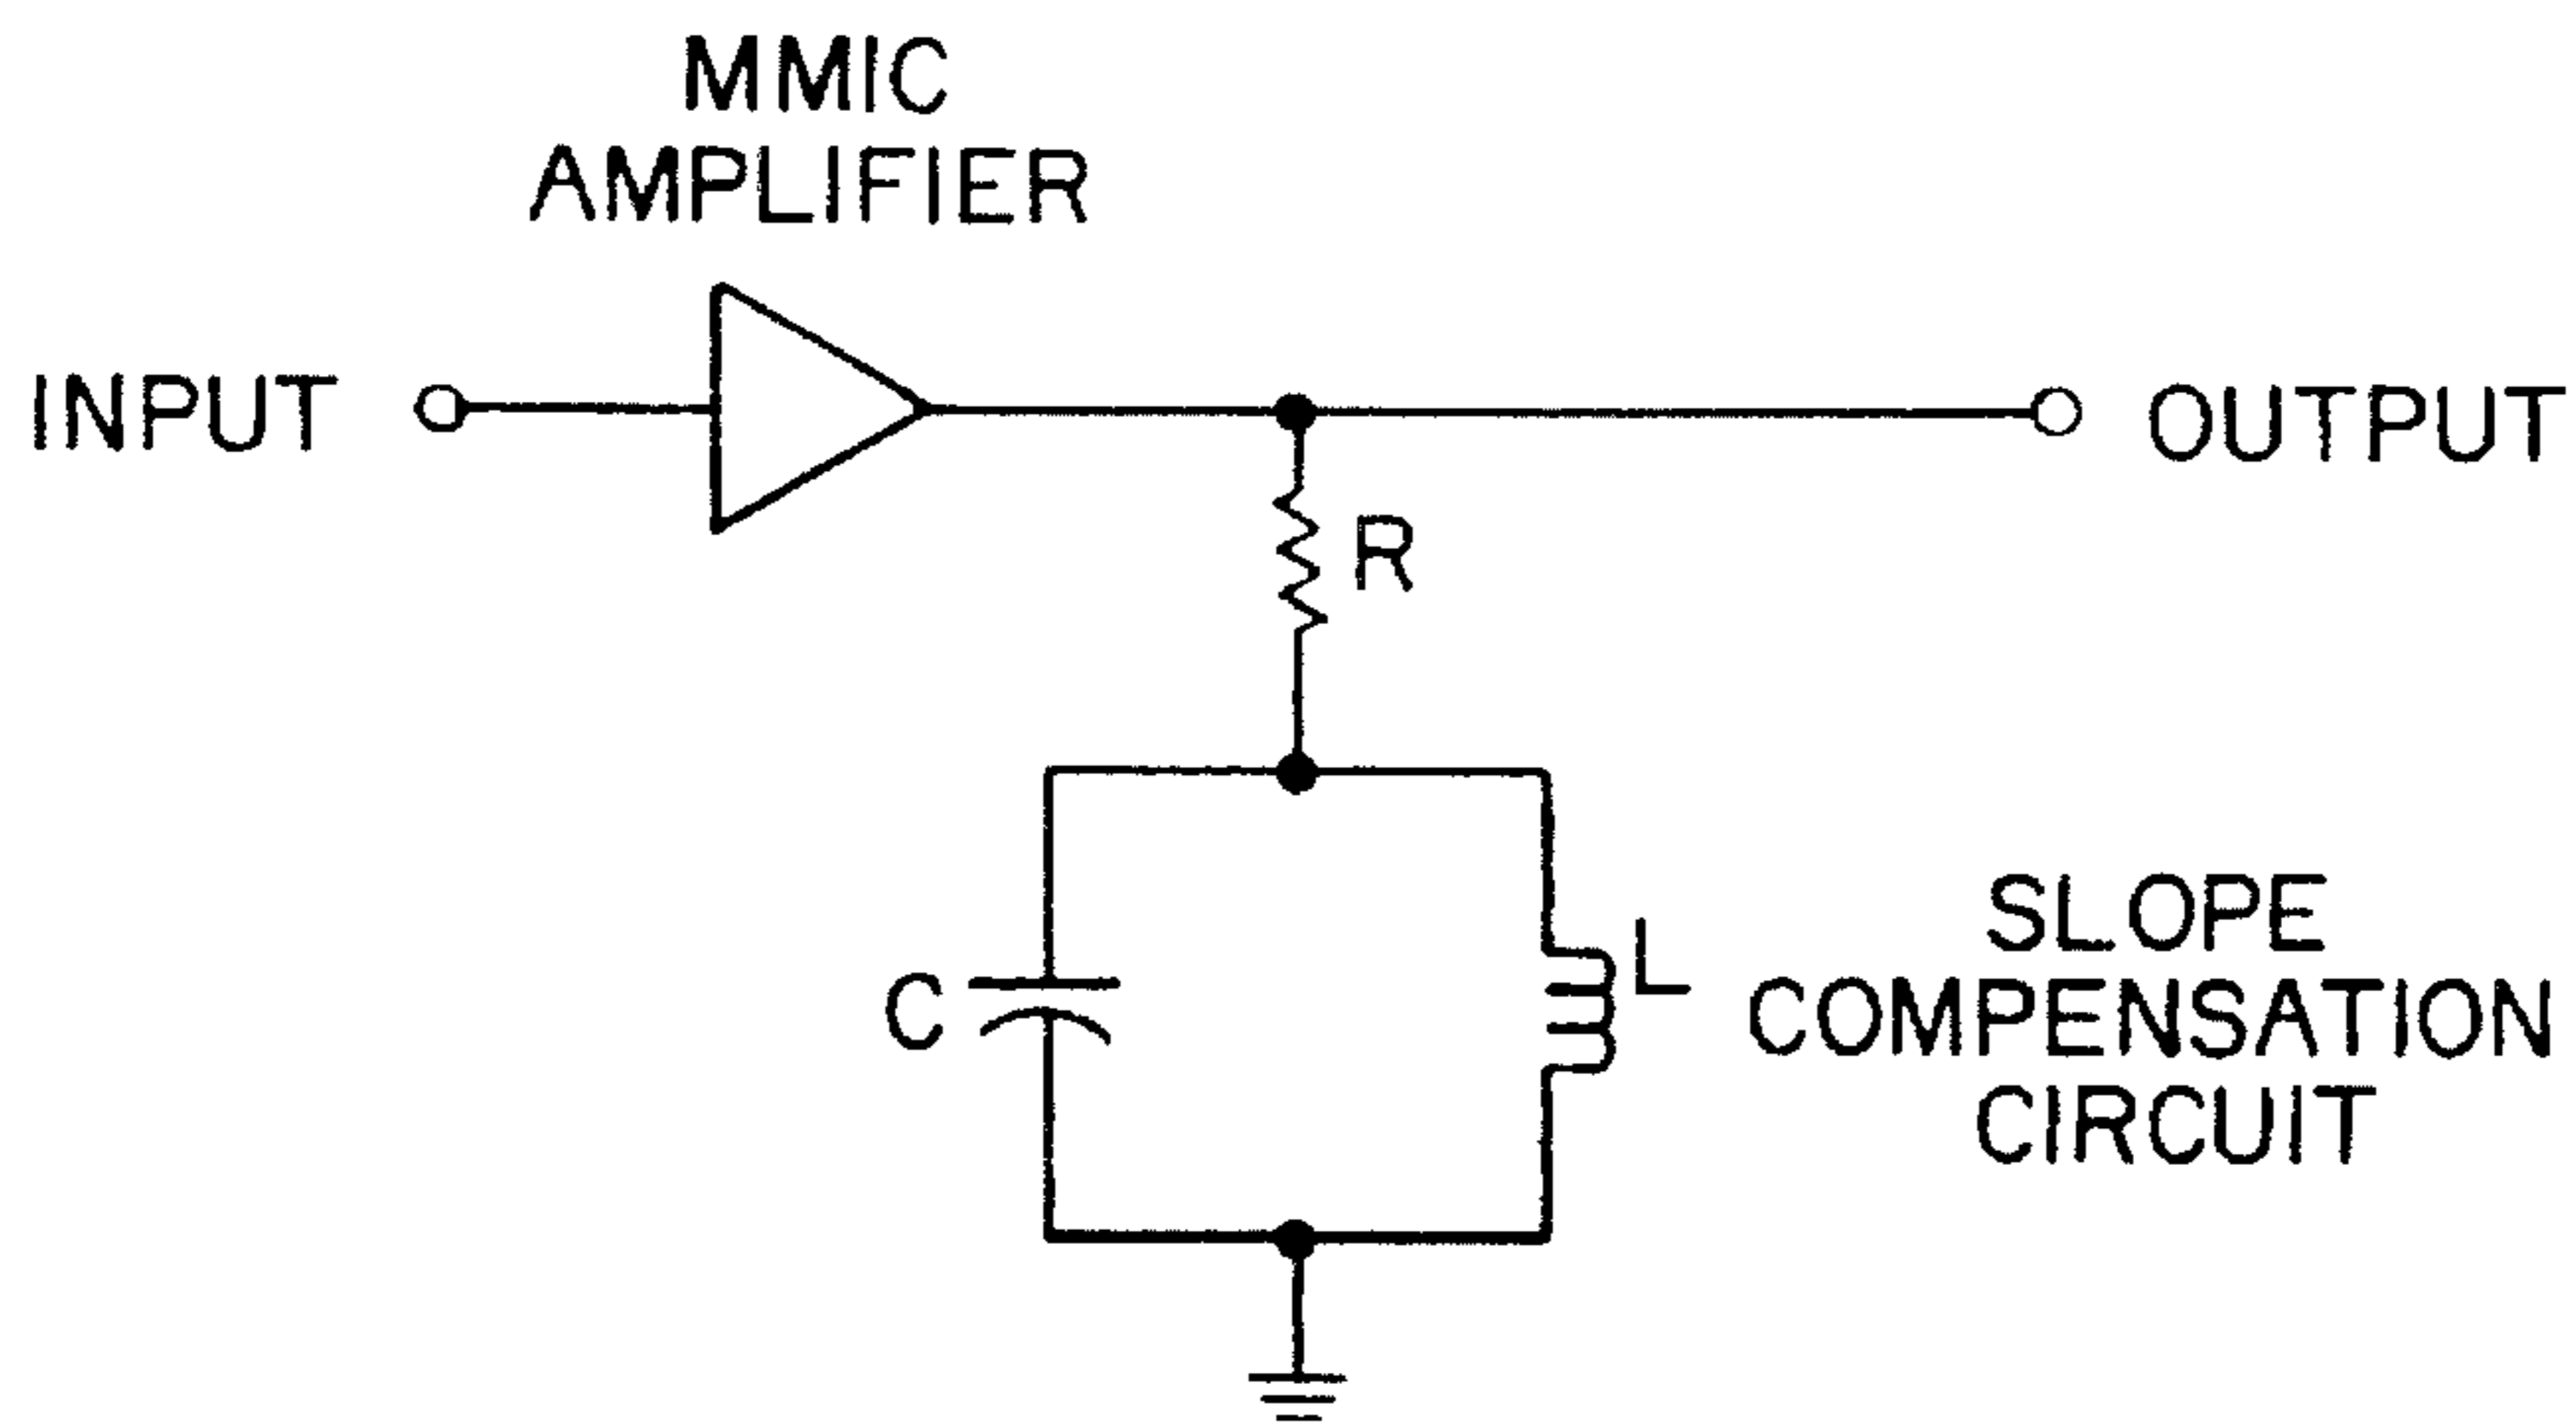 MMIC
AMPLIFIER
INPUT
OUTPUT
R
C
L
SLOPE
COMPENSATION
CIRCUIT